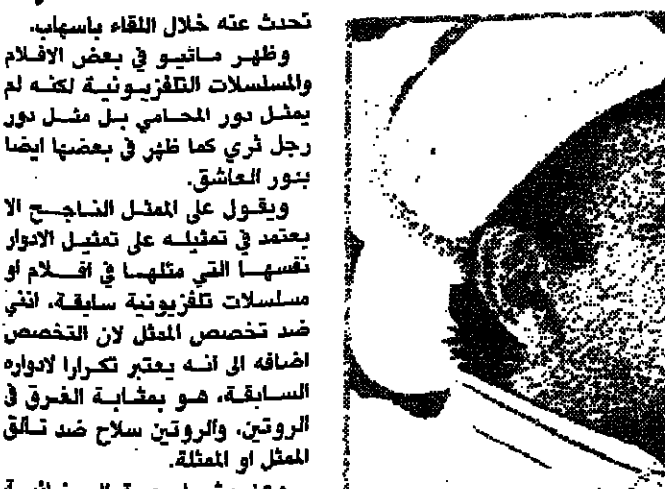 تحدث عنه خلال اللقاء باسهاب.
وظهر ماثيو في بعض الافلام
والمسلسلات التلفزيونية لكنه لم
يمثل دور المحامي بل مثل دور
رجل ثري كما ظهر في بعضها ايضا
بدور العاشق.
ويقول على الممثل الناجح الا
يعتمد في تمثيله على تمثيل الادوار
نفسها التي مثلهما في افلام او
مسلسلات تلفزيونية سابقة، انني
ضد تخصص الممثل لان التخصص
اضافه الى انه يعتبر تكرارا لادواره
السابقة، هو بمثابة الغرق في
الروتين، والروتين سلاح ضد تالق
الممثل او الممثلة.